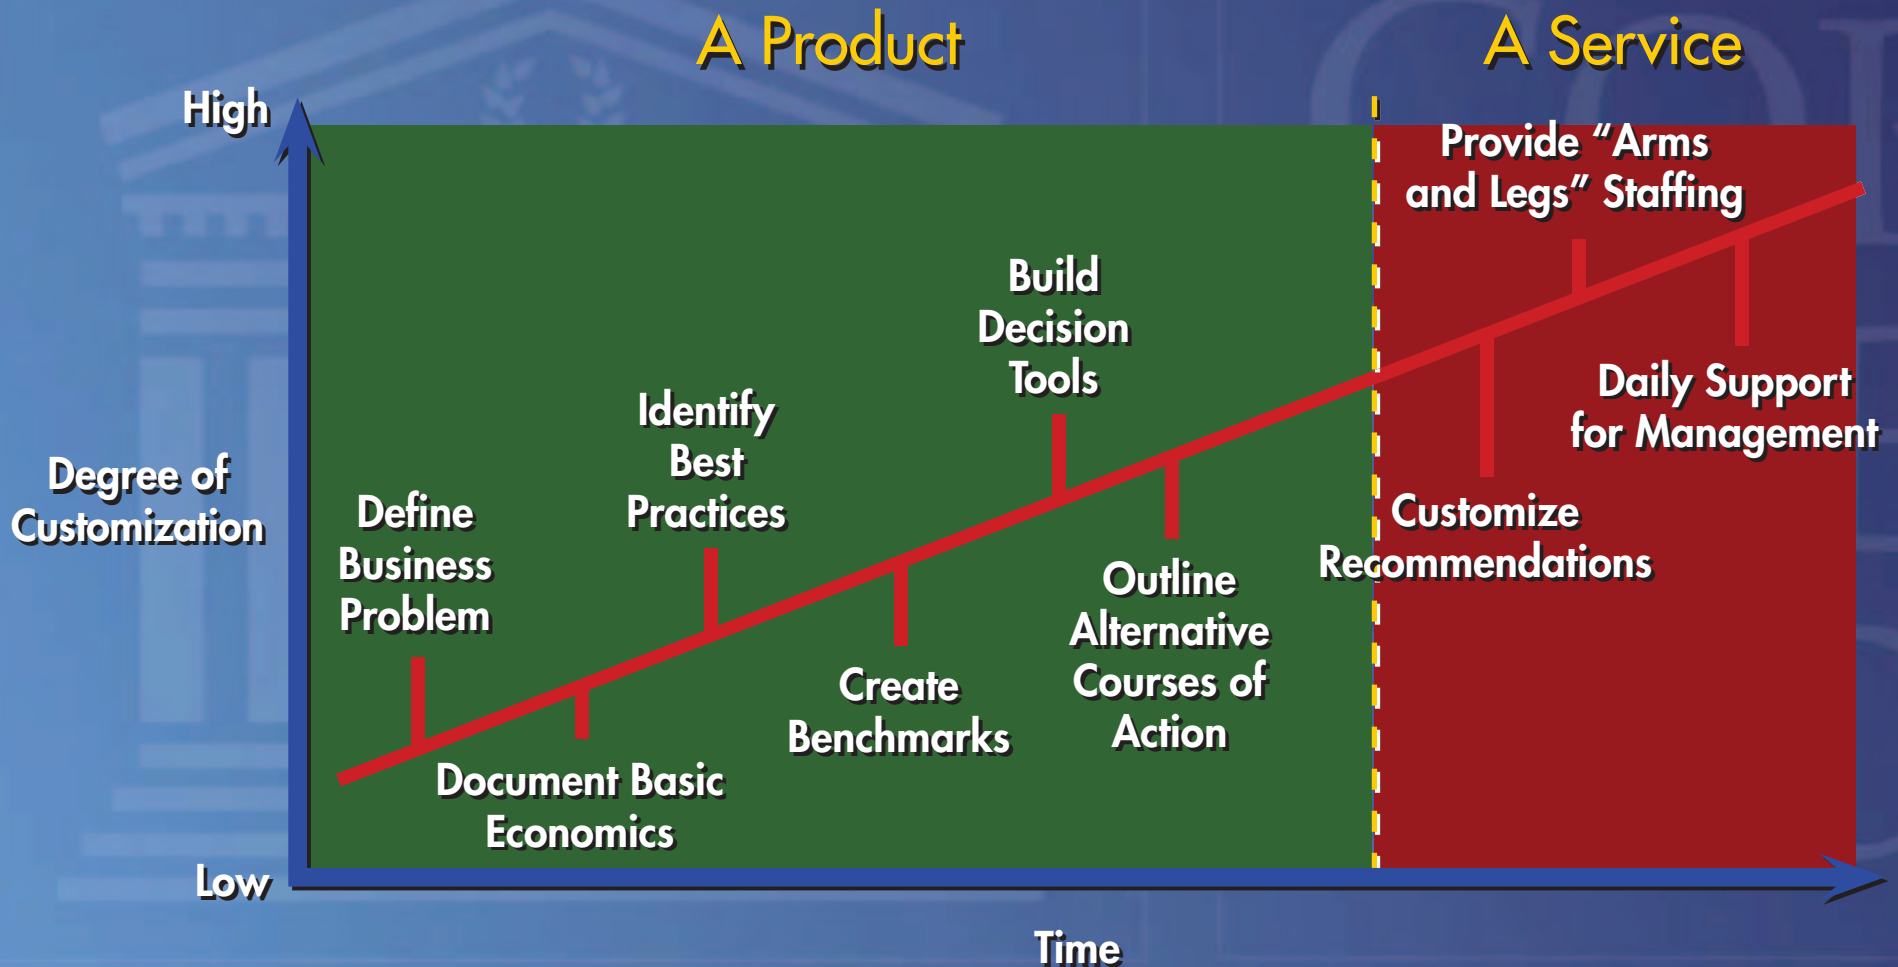 A Product
A Service
High
Provide “Arms
and Legs” Staffing
Build
Decision
Tools
Daily Support
for Management
Identify
Best
Practices
Degree of
Customization
Define
Business
Problem
Customize
Recommendations
Outline
Alternative
Courses of
Action
Create
Benchmarks
Document Basic
Economics
Low
Time